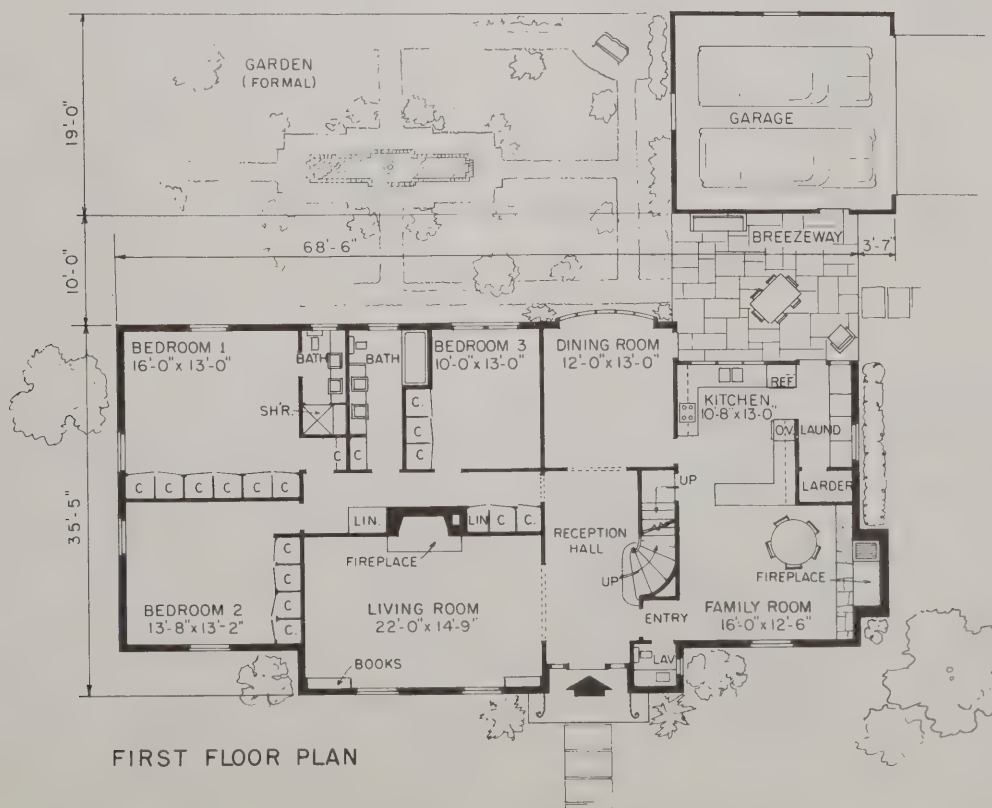 GARDEN
(FORMAL)
19'-0"
GARAGE
10'-0"
68'-6"
BREEZEWAY
3'-7"
BEDROOM 1
16'-0" X 13'-0"
BATH
BATH
BEDROOM 3
10'-0" X 13'-0"
DINING ROOM
12'-0" X 13'-0"
REF.
KITCHEN
10'-8" X 13'-0"
SH'R.
C.
C.
C.
C
C
O.V.
LAUND
C
C
C
C
C
C
LARDER
35'-5"
UP
LIN.
LIN
C
C.
RECEPTION
HALL
FIREPLACE
C
C
C
C.
UP
FIREPLACE
BEDROOM 2
13'-8" X 13'-2"
LIVING ROOM
22'-0" X 14'-9"
ENTRY
FAMILY ROOM
16'-0" X 12'-6"
BOOKS
LAV
FIRST FLOOR PLAN